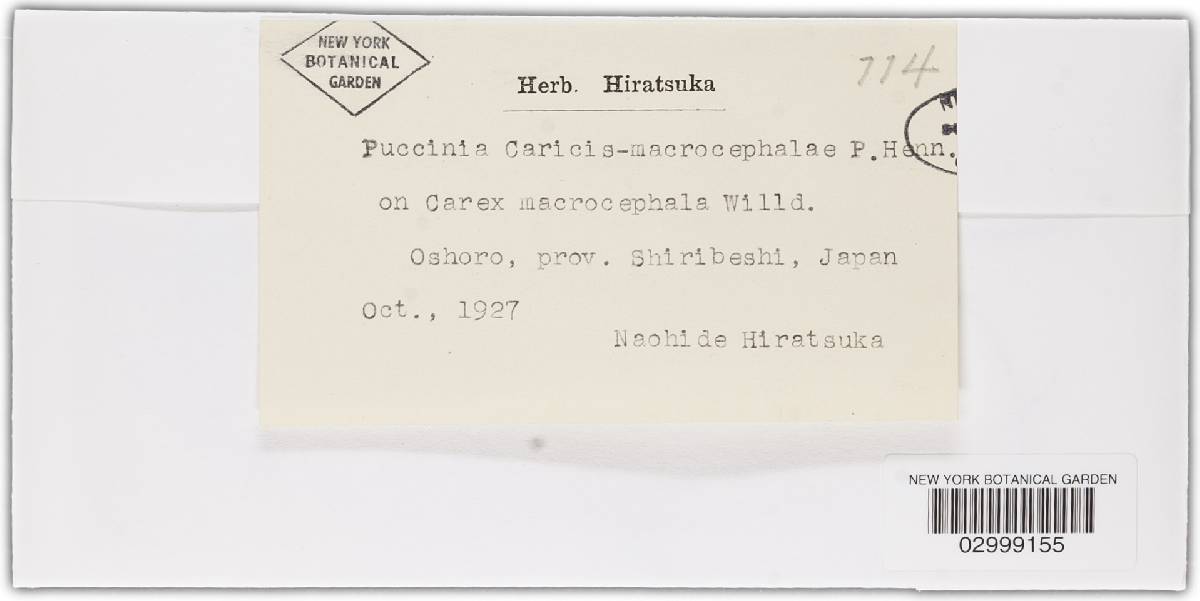 NEW YORK
BOTANICAL
GARDEN
Herb. Hiratsuka
714
Puccinia Caricis-macrocephalae P.Henn.
on Carex macrocephala Willd.
Oshoro, prov. Shiribeshi, Japan
Oct., 1927
Naohide Hiratsuka
NEW YORK BOTANICAL GARDEN
02999155